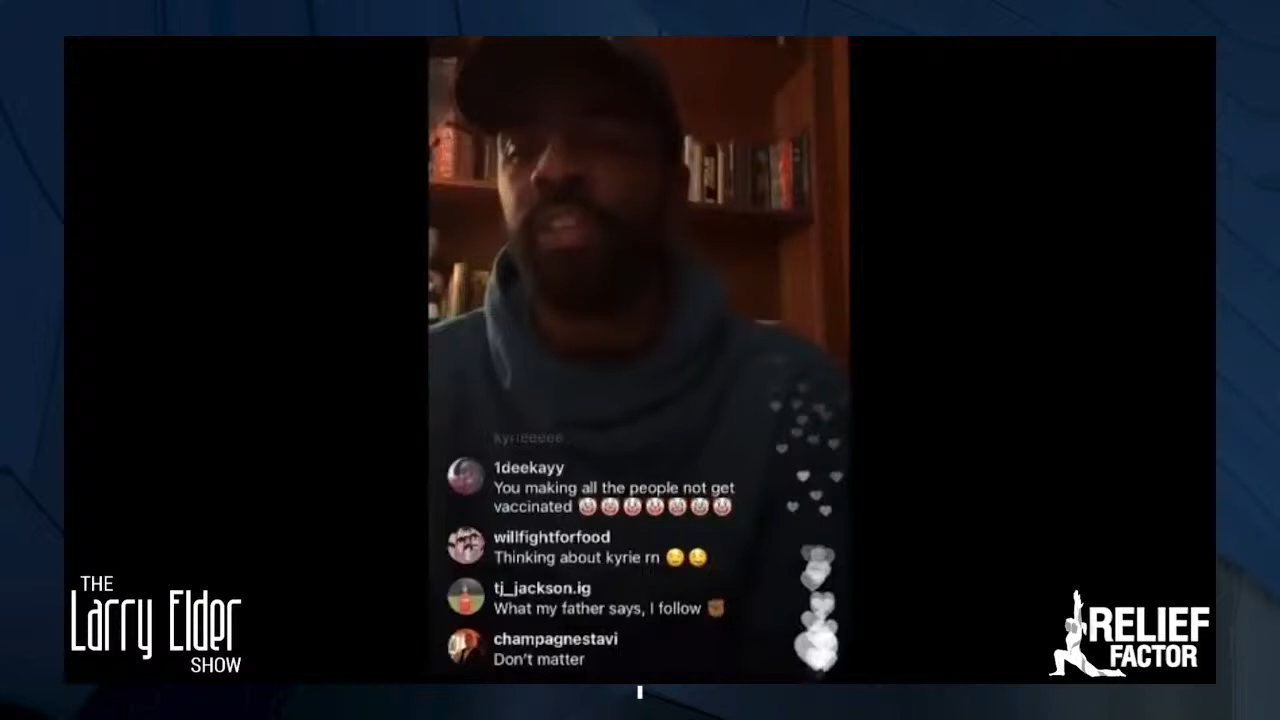 kyrieeeee
1deekayy
You making all the people not get
vaccinated 🤡🤡🤡🤡🤡🤡🤡
willfightforfood
Thinking about kyrie rn 😏😏
tj_jackson.ig
What my father says, I follow ✊🏾
champagnestavi
Don't matter
THE
Larry Elder
SHOW
RELIEF
FACTOR